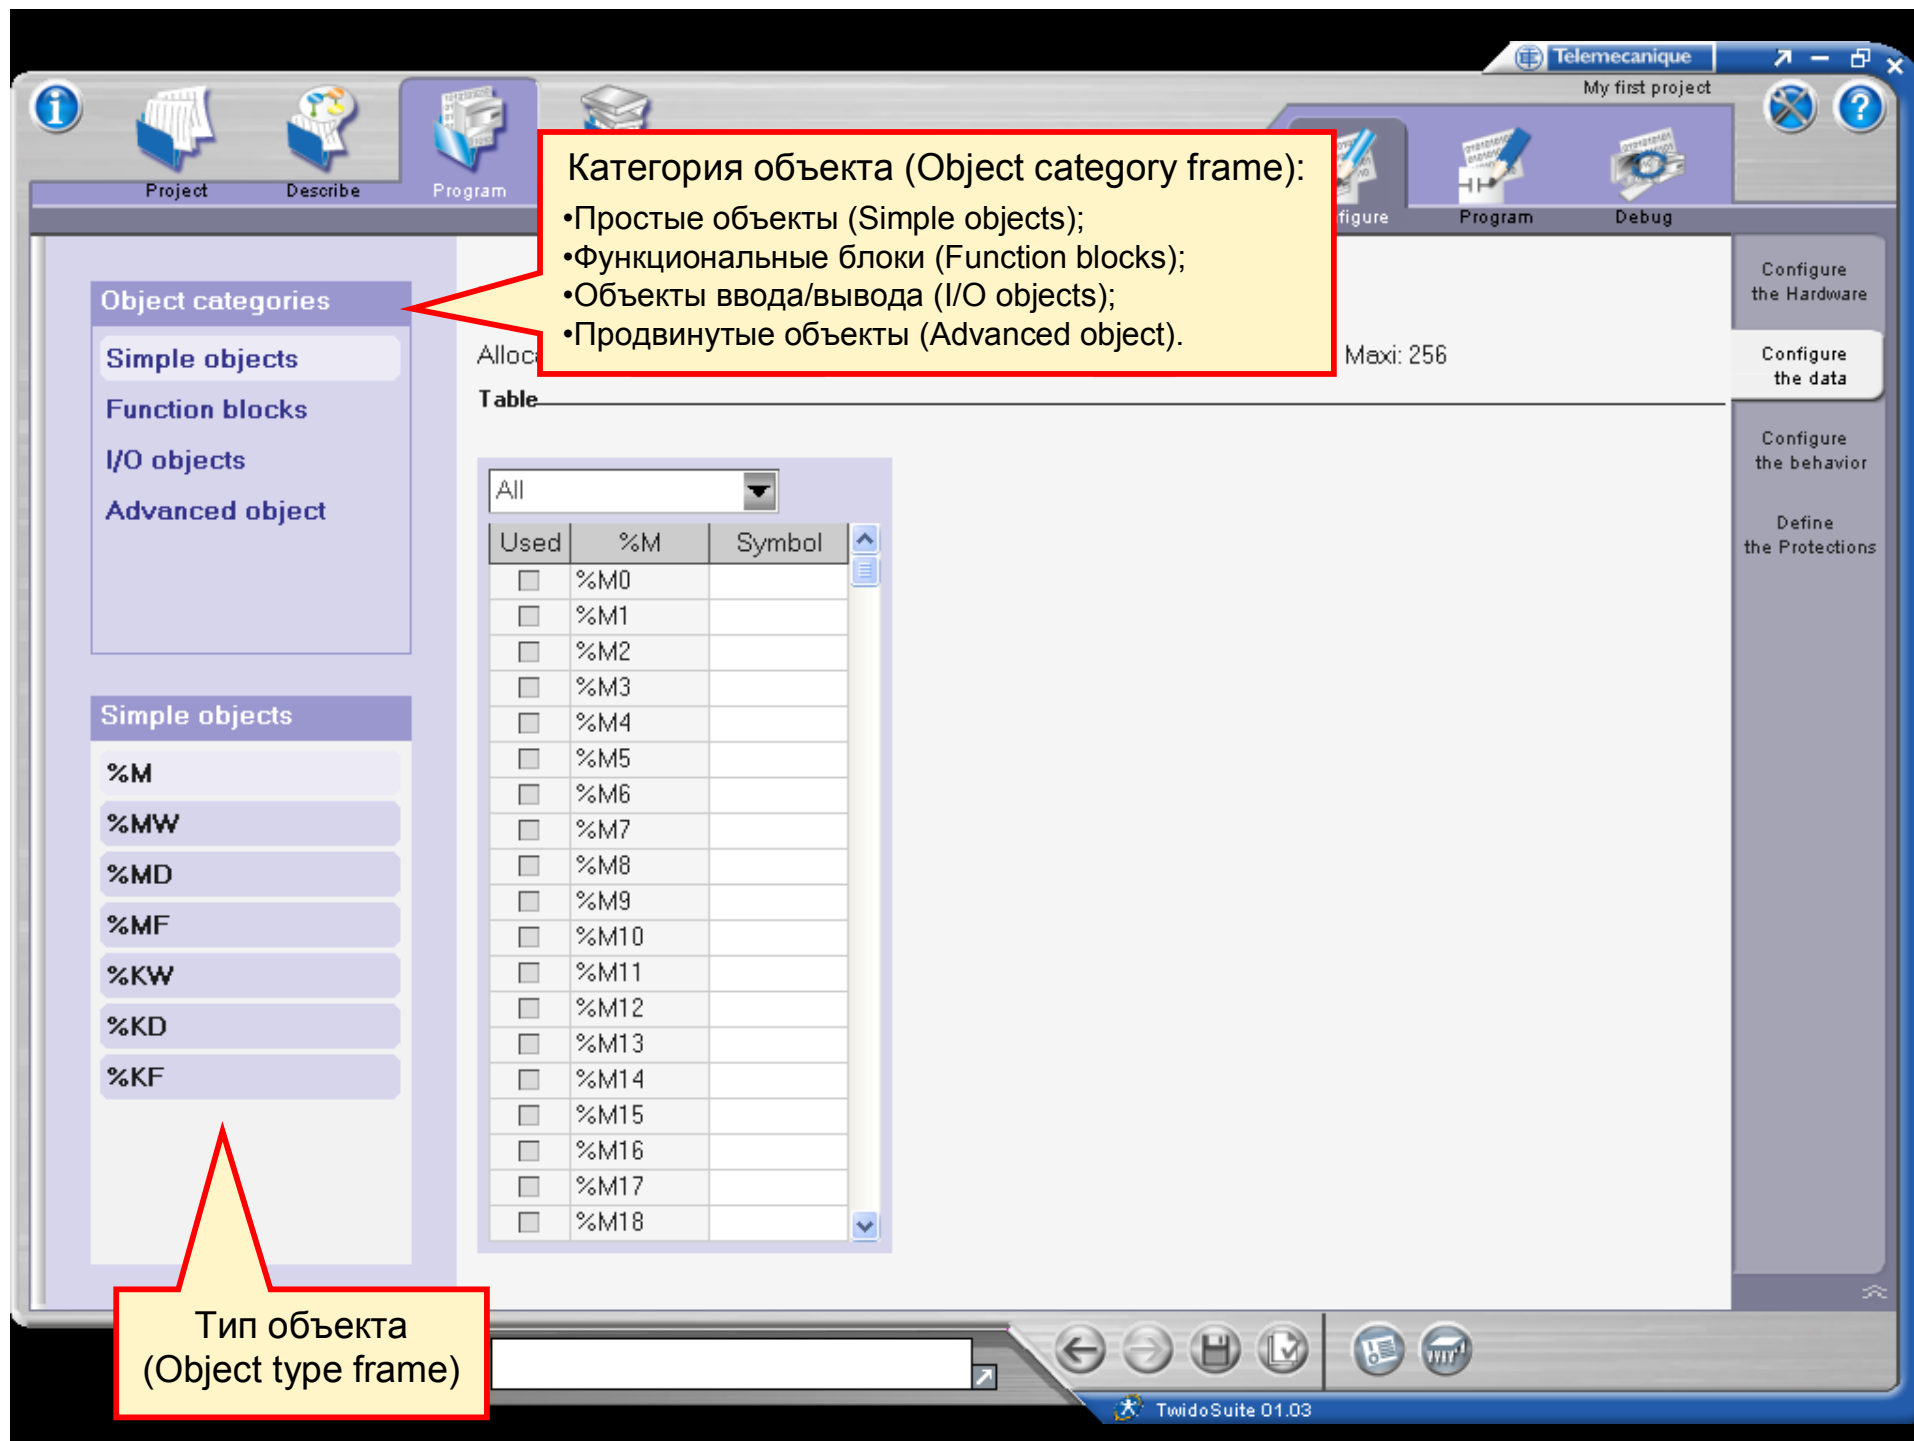 Telemecanique
My first project
Project
Describe
Program
Категория объекта (Object category frame):
•Простые объекты (Simple objects);
•Функциональные блоки (Function blocks);
•Объекты ввода/вывода (I/O objects);
•Продвинутые объекты (Advanced object).
Program
Debug
Configure
the Hardware
Configure
the data
Configure
the behavior
Define
the Protections
Object categories
Simple objects
Function blocks
I/O objects
Advanced object
Maxi: 256
Table
All
Used %M Symbol
%M0
%M1
%M2
%M3
%M4
%M5
%M6
%M7
%M8
%M9
%M10
%M11
%M12
%M13
%M14
%M15
%M16
%M17
%M18
Simple objects
%M
%MW
%MD
%MF
%KW
%KD
%KF
Тип объекта
(Object type frame)
TwidoSuite 01.03